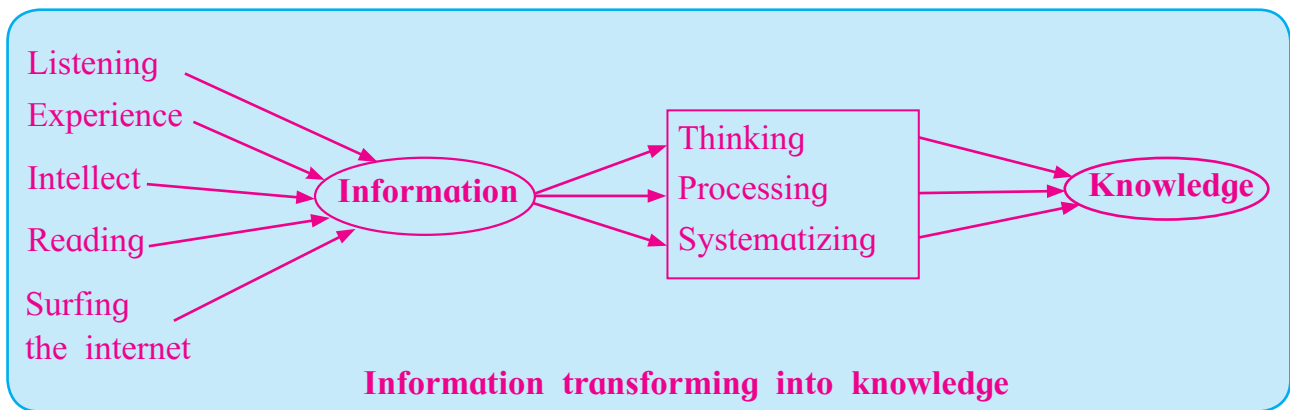 Listening
Experience
Intellect
Reading
Surfing
the internet
Information
Thinking
Processing
Systematizing
Knowledge
Information transforming into knowledge